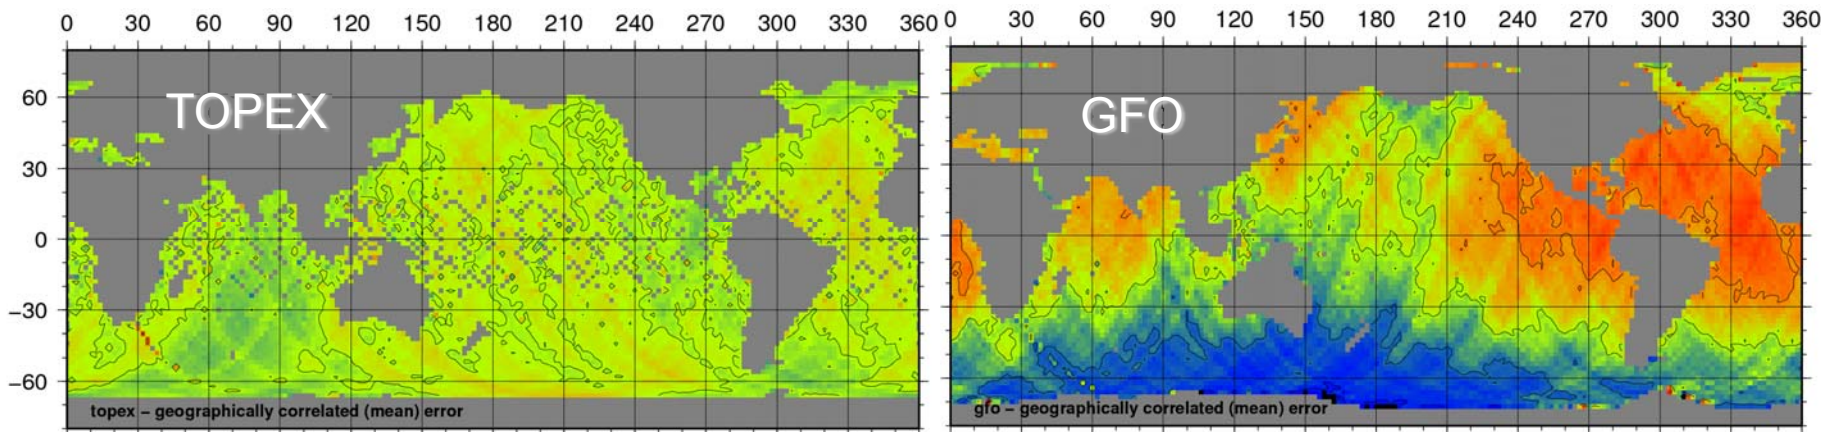 0 30 60 90 120 150 180 210 240 270 300 330 360
0 30 60 90 120 150 180 210 240 270 300 330 360
60
30
0
−30
−60
TOPEX
topex − geographically correlated (mean) error
GFO
gfo − geographically correlated (mean) error